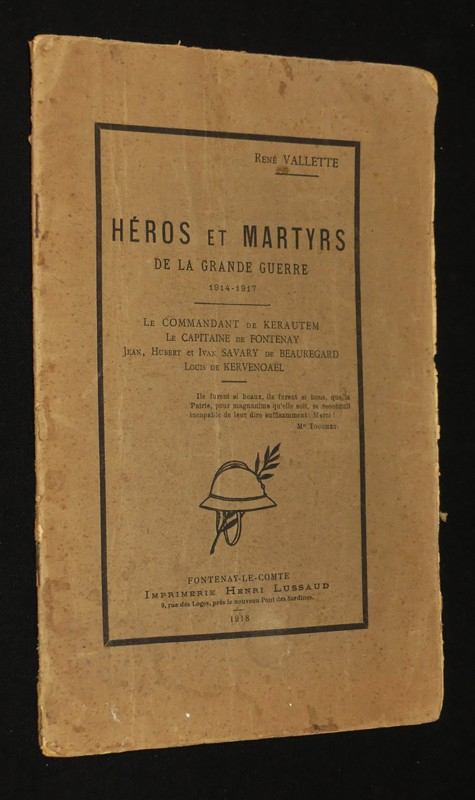 René VALLETTE
HÉROS ET MARTYRS
DE LA GRANDE GUERRE
1914-1917
Le COMMANDANT de KERAUTEM
Le CAPITAINE de FONTENAY
Jean, Hubert et Ivan SAVARY de BEAUREGARD
Louis de KERVENOAËL
Ils furent si beaux, ils furent si bons, que la
Patrie, pour magnanime qu'elle soit, se reconnait
incapable de leur dire suffisamment: Merci!
Mgr Touchet.
FONTENAY-LE-COMTE
Imprimerie Henri Lussaud
9, rue des Loges, près le nouveau Pont des Sardines.
1918